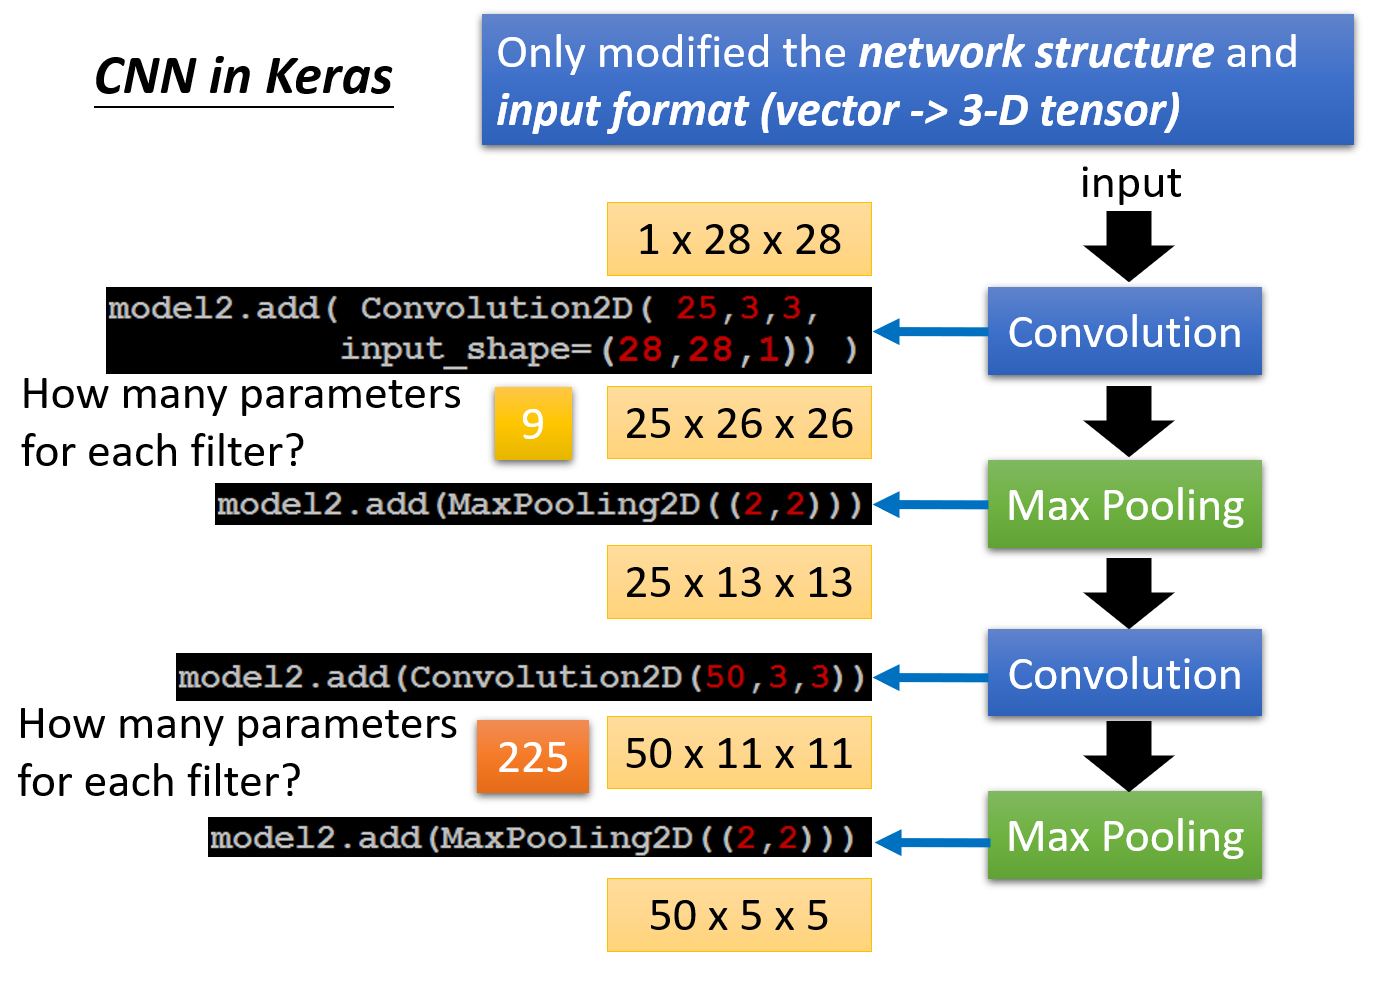 CNN in Keras
Only modified the network structure and
input format (vector -> 3-D tensor)
input
1 x 28 x 28
model2.add( Convolution2D( 25,3,3,
input_shape=(28,28,1)) )
Convolution
How many parameters
for each filter?
9
25 x 26 x 26
model2.add(MaxPooling2D((2,2)))
Max Pooling
25 x 13 x 13
model2.add(Convolution2D(50,3,3))
Convolution
How many parameters
for each filter?
225
50 x 11 x 11
model2.add(MaxPooling2D((2,2)))
Max Pooling
50 x 5 x 5